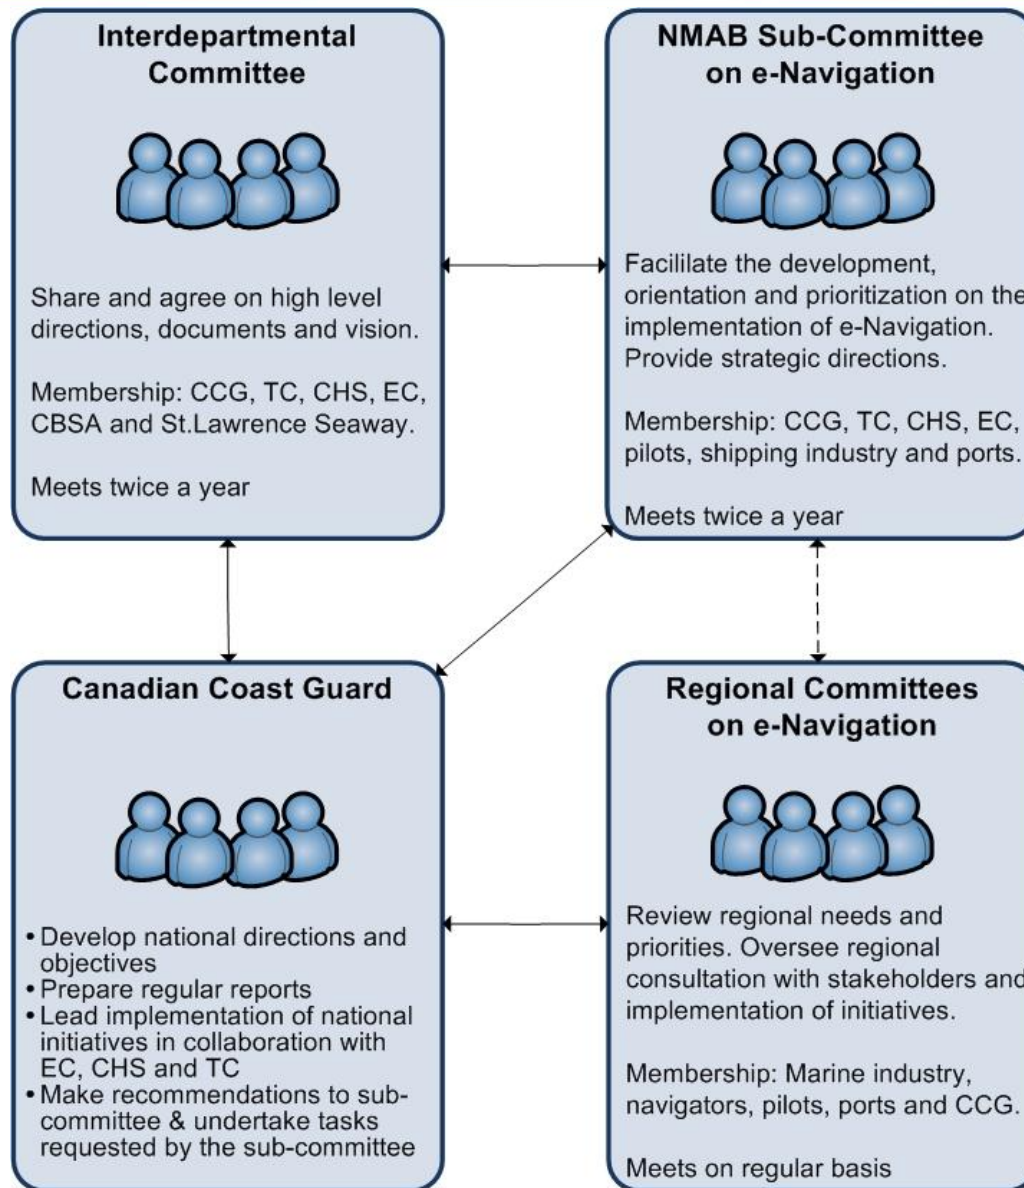 Interdepartmental
Committee
Share and agree on high level
directions, documents and vision.
Membership: CCG, TC, CHS, EC,
CBSA and St.Lawrence Seaway.
Meets twice a year
NMAB Sub-Committee
on e-Navigation
Facililate the development,
orientation and prioritization on the
implementation of e-Navigation.
Provide strategic directions.
Membership: CCG, TC, CHS, EC,
pilots, shipping industry and ports.
Meets twice a year
Canadian Coast Guard
• Develop national directions and
objectives
• Prepare regular reports
• Lead implementation of national
initiatives in collaboration with
EC, CHS and TC
• Make recommendations to sub-
committee & undertake tasks
requested by the sub-committee
Regional Committees
on e-Navigation
Review regional needs and
priorities. Oversee regional
consultation with stakeholders and
implementation of initiatives.
Membership: Marine industry,
navigators, pilots, ports and CCG.
Meets on regular basis